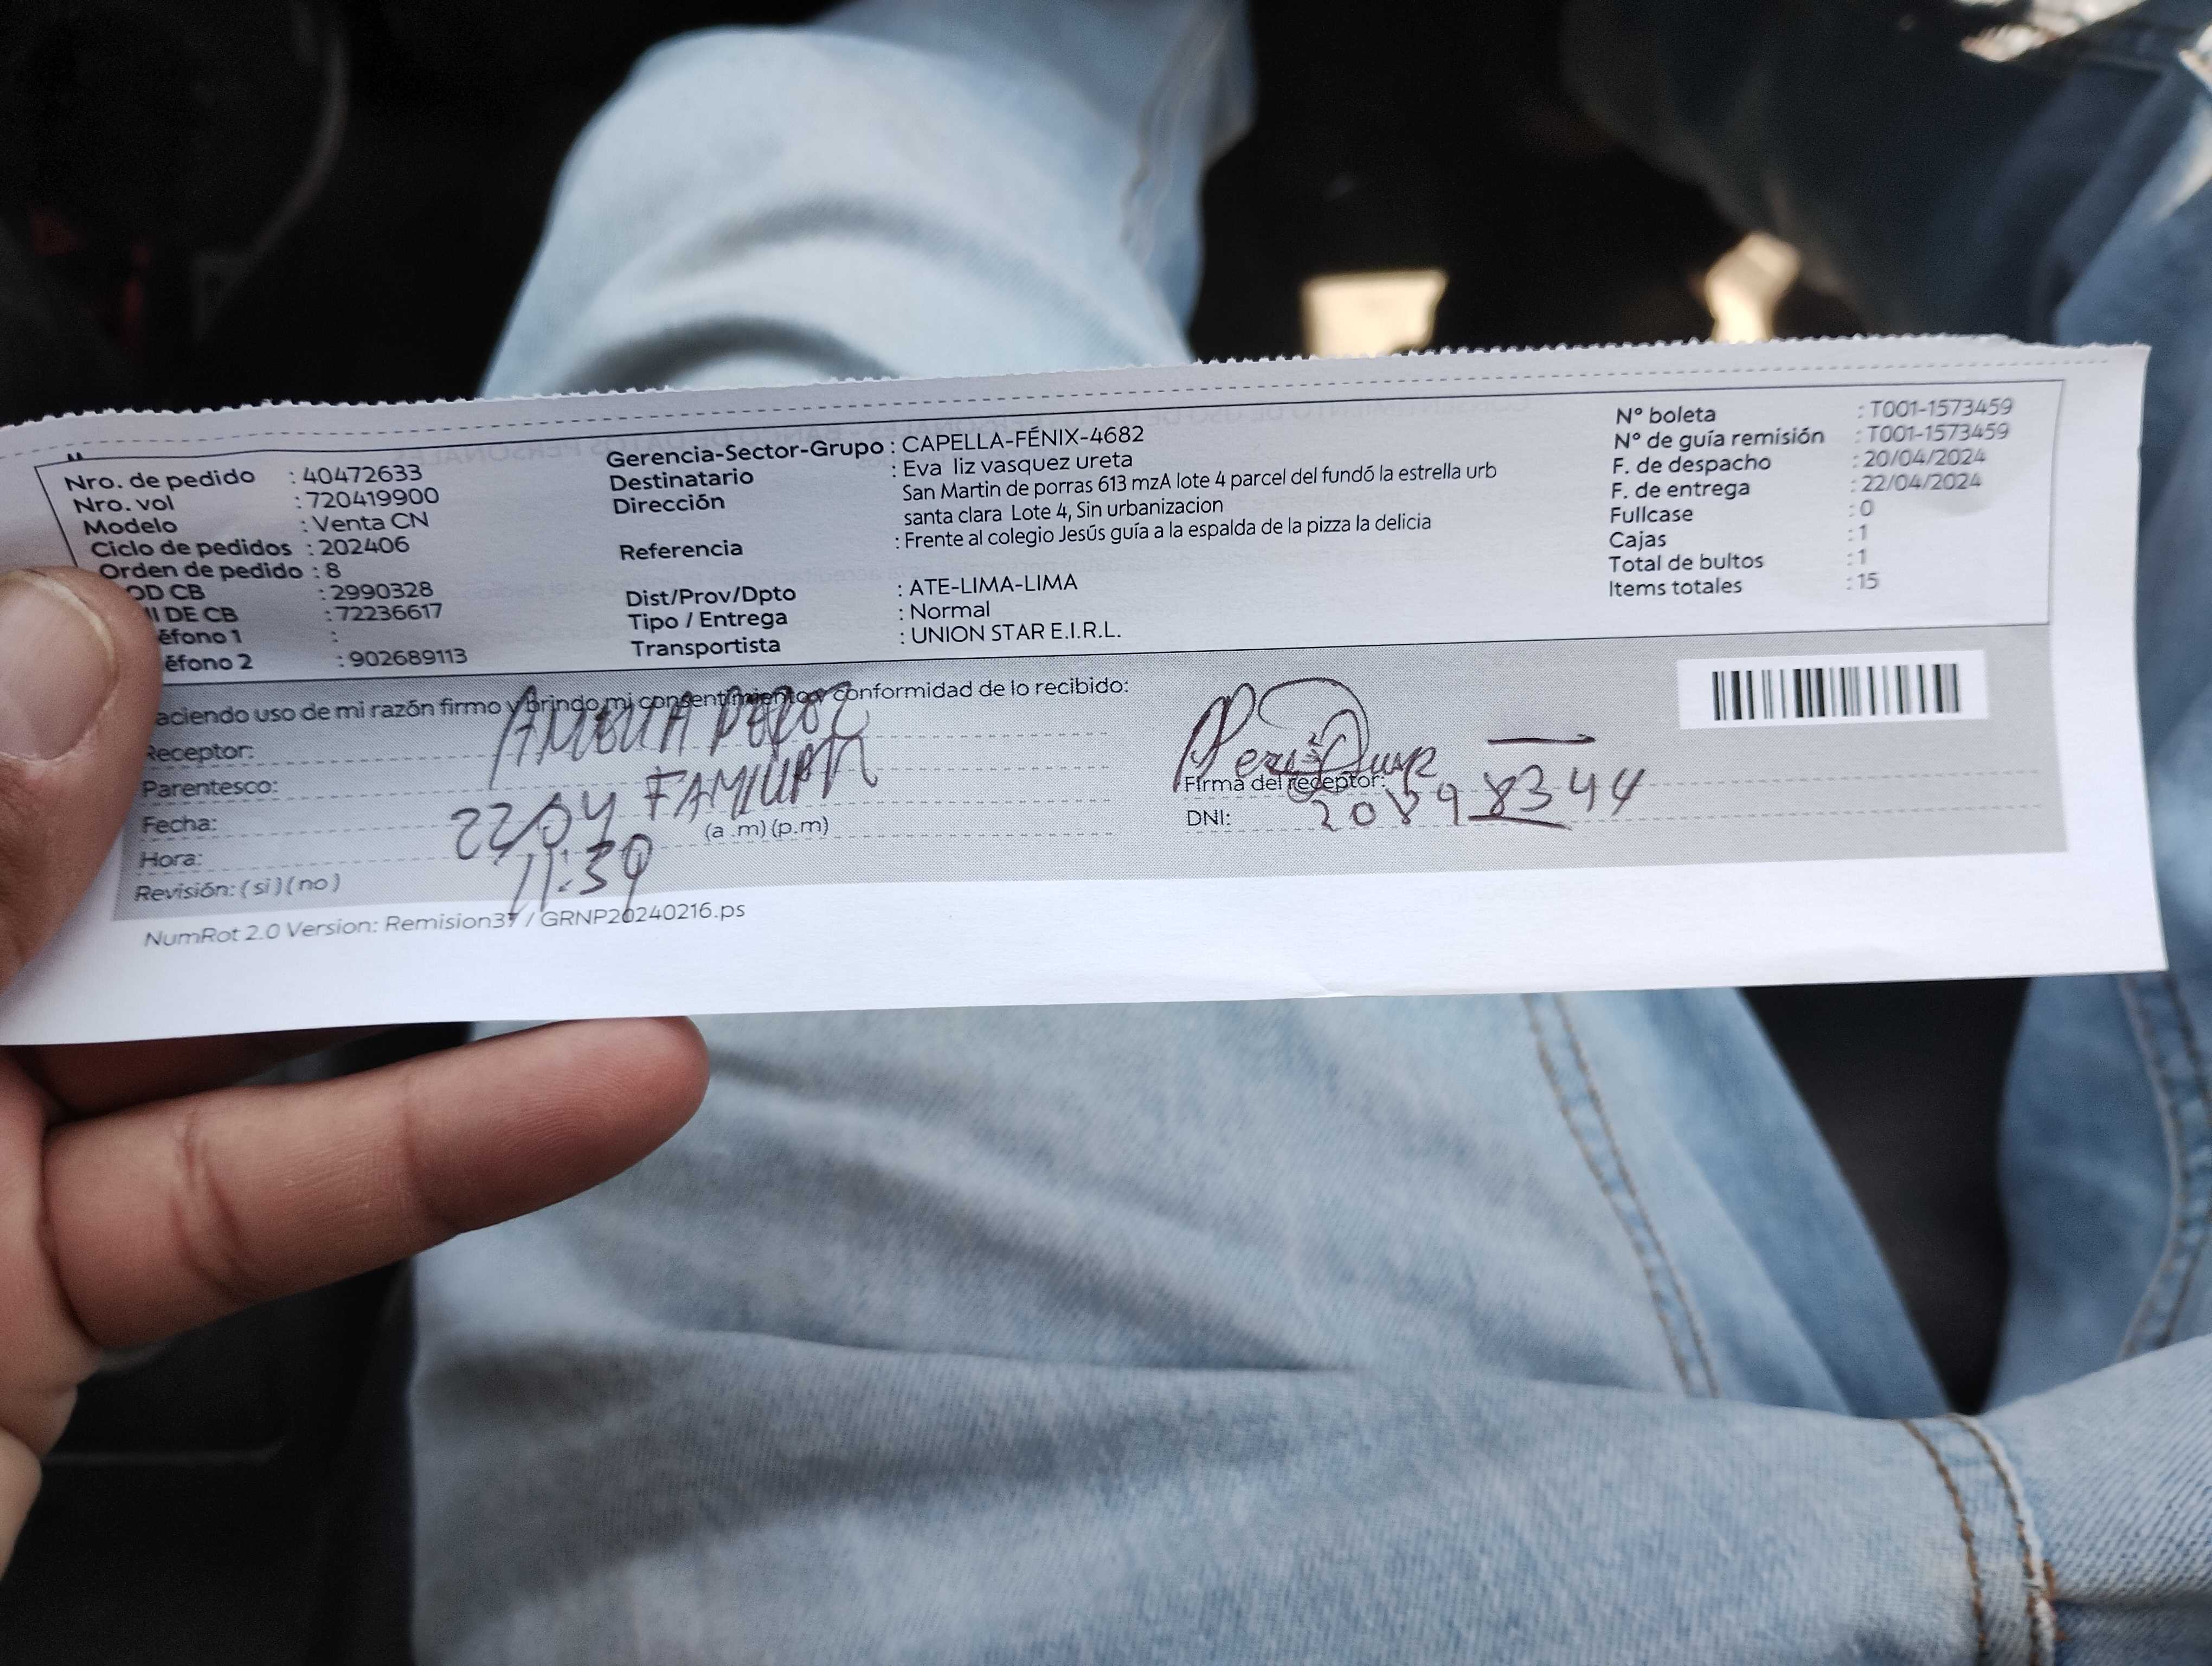 Nro. de pedido : 40472633
Nro. vol : 720419900
Modelo : Venta CN
Ciclo de pedidos : 202406
Orden de pedido : 8
OD CB : 2990328
NI DE CB : 72236617
éfono 1 :
éfono 2 : 902689113
Gerencia-Sector-Grupo : CAPELLA-FÉNIX-4682
Destinatario : Eva liz vasquez ureta
Dirección San Martin de porras 613 mzA lote 4 parcel del fundó la estrella urb
santa clara Lote 4, Sin urbanizacion
Referencia : Frente al colegio Jesús guía a la espalda de la pizza la delicia
Dist/Prov/Dpto : ATE-LIMA-LIMA
Tipo / Entrega : Normal
Transportista : UNION STAR E.I.R.L.
Nº boleta : T001-1573459
Nº de guía remisión : T001-1573459
F. de despacho : 20/04/2024
F. de entrega : 22/04/2024
Fullcase : 0
Cajas : 1
Total de bultos : 1
Items totales : 15
aciendo uso de mi razón firmo y brindo mi consentimiento y conformidad de lo recibido:
Receptor: AMELIA
Parentesco: FAMILIAR
Fecha: 22/04
Hora: 11:39 (a .m) (p.m)
Revisión: ( si ) ( no )
Firma del receptor:
DNI: 20898344
NumRot 2.0 Version: Remision37 / GRNP20240216.ps